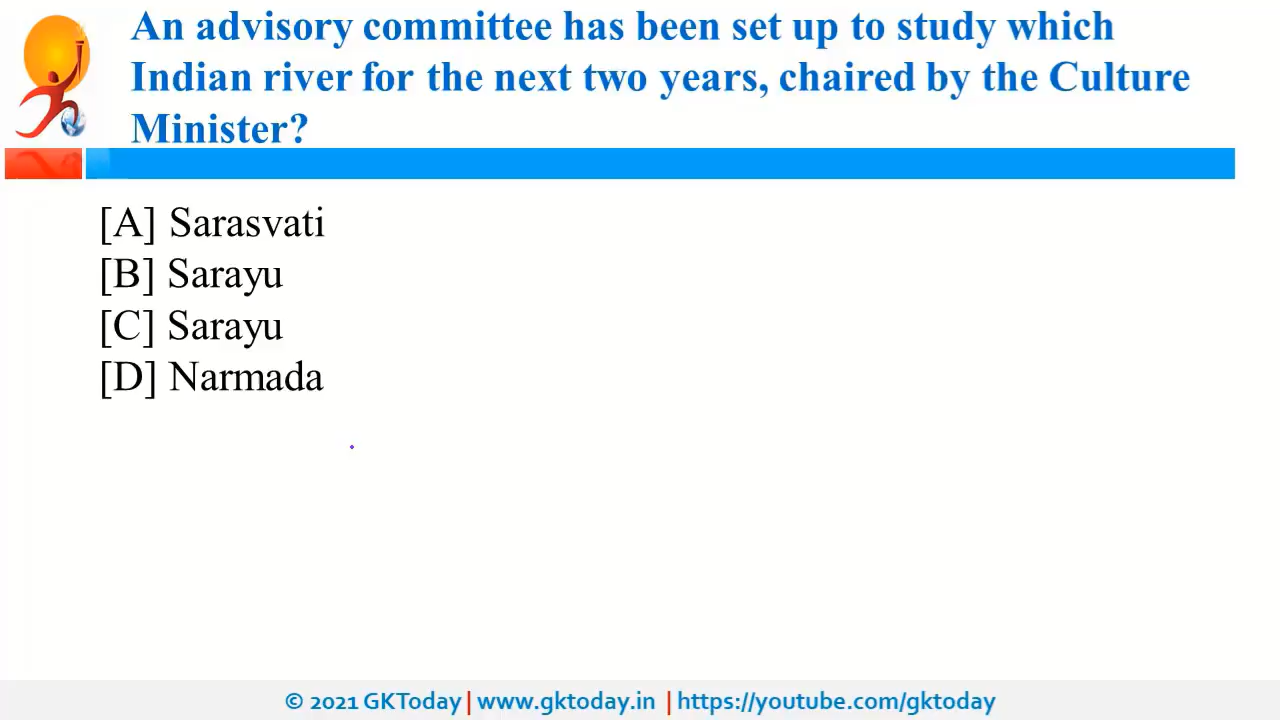 An advisory committee has been set up to study which
Indian river for the next two years, chaired by the Culture
Minister?
[A] Sarasvati
[B] Sarayu
[C] Sarayu
[D] Narmada
© 2021 GKToday | www.gktoday.in | https://youtube.com/gktoday